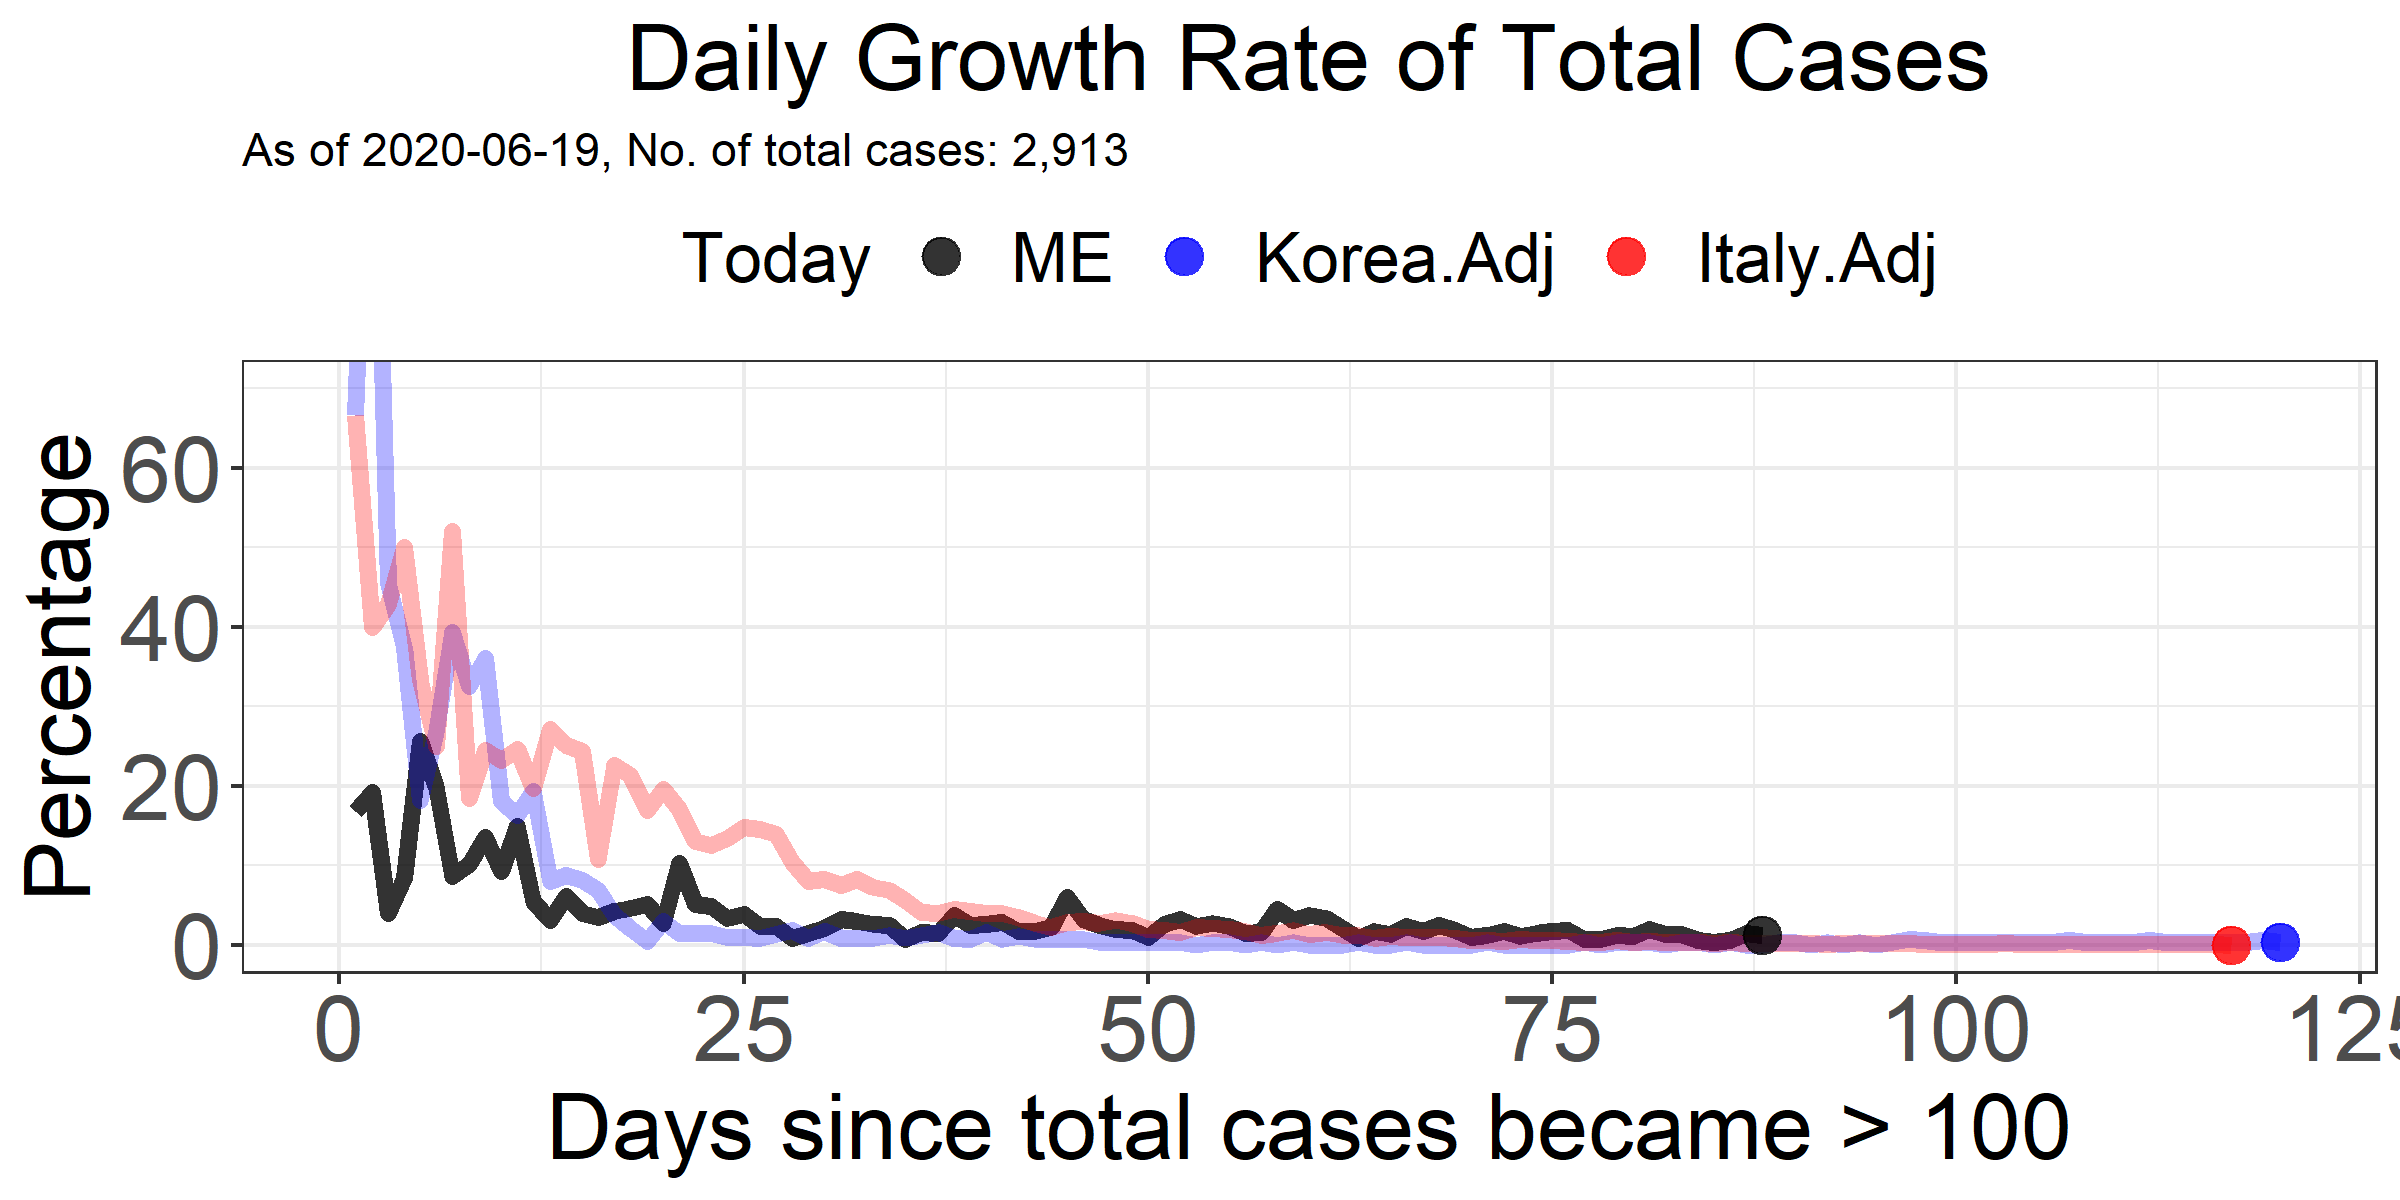 Daily Growth Rate of Total Cases
As of 2020-06-19, No. of total cases: 2,913
Today ME Korea.Adj Italy.Adj
Percentage
60
40
20
0
0 25 50 75 100 125
Days since total cases became > 100